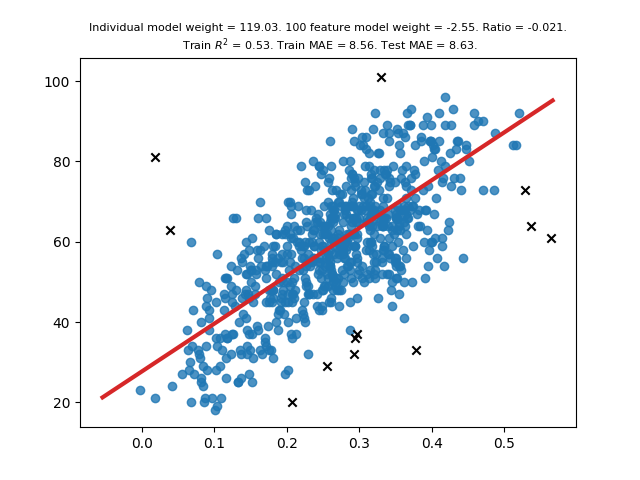 Individual model weight = 119.03. 100 feature model weight = -2.55. Ratio = -0.021.
Train R² = 0.53. Train MAE = 8.56. Test MAE = 8.63.
100
80
60
40
20
0.0 0.1 0.2 0.3 0.4 0.5